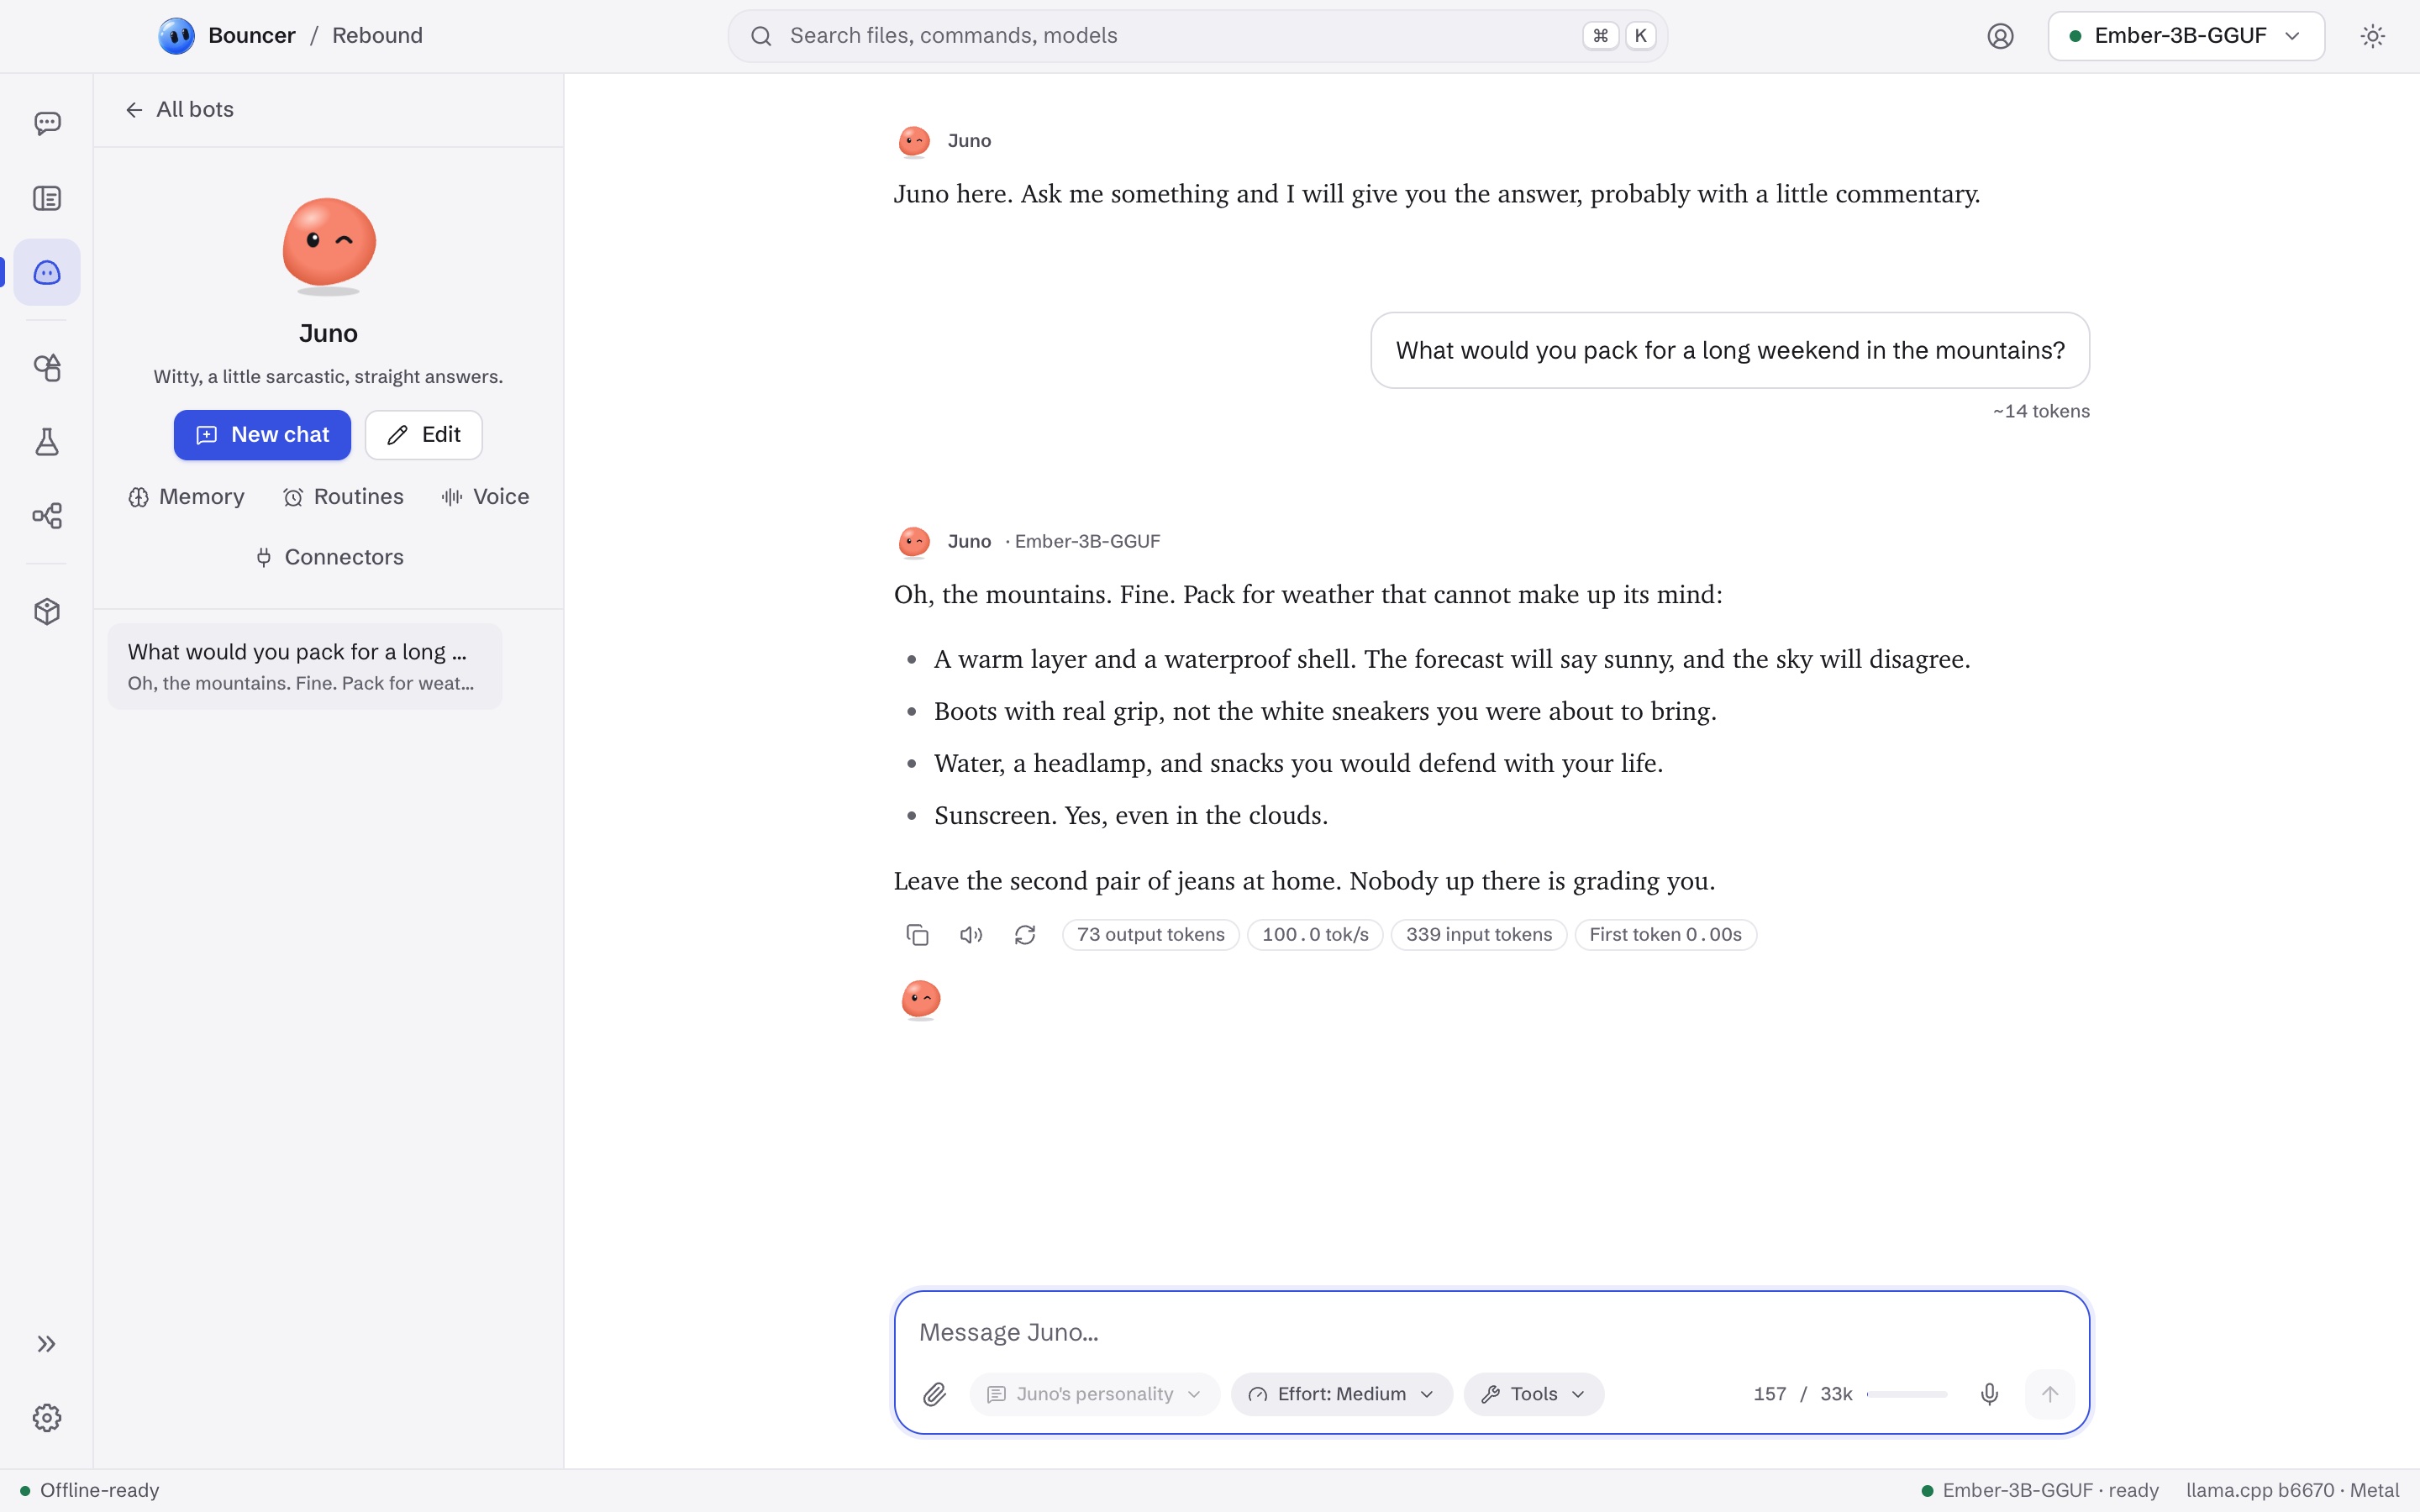 Bouncer / Rebound
Search files, commands, models
⌘ K
Ember-3B-GGUF
All bots
Juno
Witty, a little sarcastic, straight answers.
New chat
Edit
Memory
Routines
Voice
Connectors
What would you pack for a long ...
Oh, the mountains. Fine. Pack for weat...
Juno
Juno here. Ask me something and I will give you the answer, probably with a little commentary.
What would you pack for a long weekend in the mountains?
~14 tokens
Juno · Ember-3B-GGUF
Oh, the mountains. Fine. Pack for weather that cannot make up its mind:
• A warm layer and a waterproof shell. The forecast will say sunny, and the sky will disagree.
• Boots with real grip, not the white sneakers you were about to bring.
• Water, a headlamp, and snacks you would defend with your life.
• Sunscreen. Yes, even in the clouds.
Leave the second pair of jeans at home. Nobody up there is grading you.
73 output tokens
100.0 tok/s
339 input tokens
First token 0.00s
Message Juno...
Juno's personality
Effort: Medium
Tools
157 / 33k
Offline-ready
Ember-3B-GGUF · ready
llama.cpp b6670 · Metal